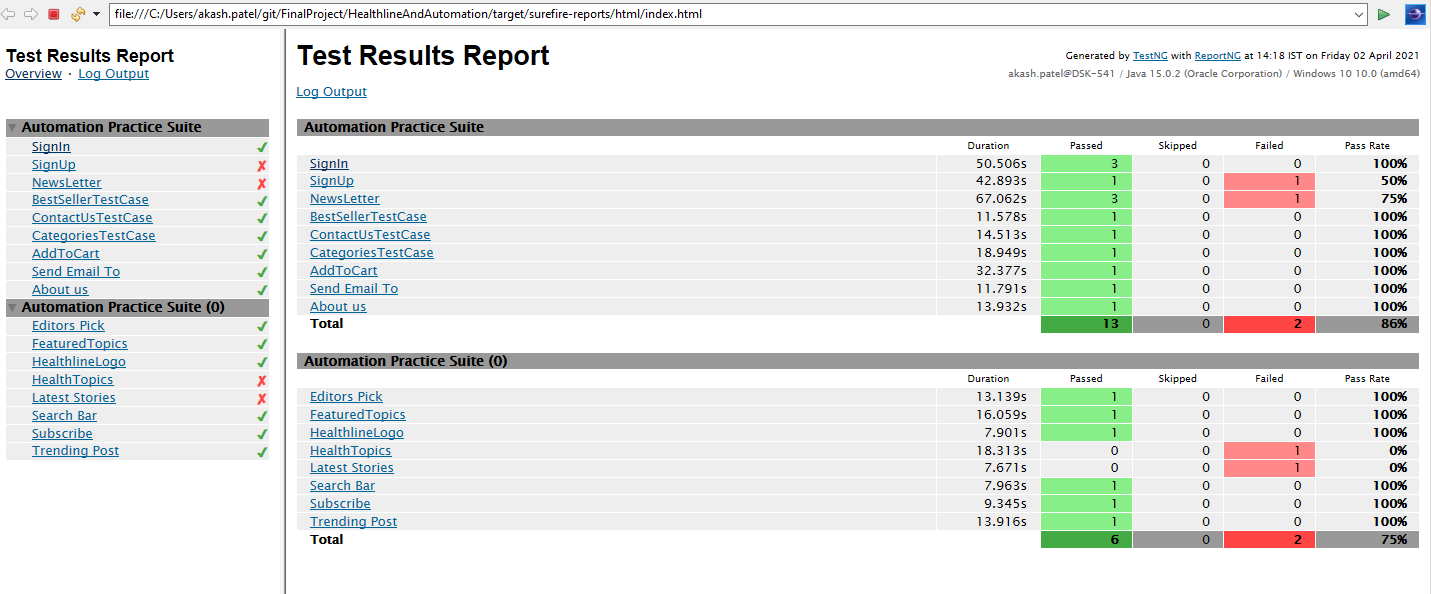 file:///C:/Users/akash.patel/git/FinalProject/HealthlineAndAutomation/target/surefire-reports/html/index.html
Test Results Report
Overview · Log Output
Automation Practice Suite
SignIn
SignUp
NewsLetter
BestSellerTestCase
ContactUsTestCase
CategoriesTestCase
AddToCart
Send Email To
About us
Automation Practice Suite (0)
Editors Pick
FeaturedTopics
HealthlineLogo
HealthTopics
Latest Stories
Search Bar
Subscribe
Trending Post
Test Results Report
Generated by TestNG with ReportNG at 14:18 IST on Friday 02 April 2021
akash.patel@DSK-541 / Java 15.0.2 (Oracle Corporation) / Windows 10 10.0 (amd64)
Log Output
Automation Practice Suite
Duration Passed Skipped Failed Pass Rate
SignIn 50.506s 3 0 0 100%
SignUp 42.893s 1 0 1 50%
NewsLetter 67.062s 3 0 1 75%
BestSellerTestCase 11.578s 1 0 0 100%
ContactUsTestCase 14.513s 1 0 0 100%
CategoriesTestCase 18.949s 1 0 0 100%
AddToCart 32.377s 1 0 0 100%
Send Email To 11.791s 1 0 0 100%
About us 13.932s 1 0 0 100%
Total 13 0 2 86%
Automation Practice Suite (0)
Duration Passed Skipped Failed Pass Rate
Editors Pick 13.139s 1 0 0 100%
FeaturedTopics 16.059s 1 0 0 100%
HealthlineLogo 7.901s 1 0 0 100%
HealthTopics 18.313s 0 0 1 0%
Latest Stories 7.671s 0 0 1 0%
Search Bar 7.963s 1 0 0 100%
Subscribe 9.345s 1 0 0 100%
Trending Post 13.916s 1 0 0 100%
Total 6 0 2 75%